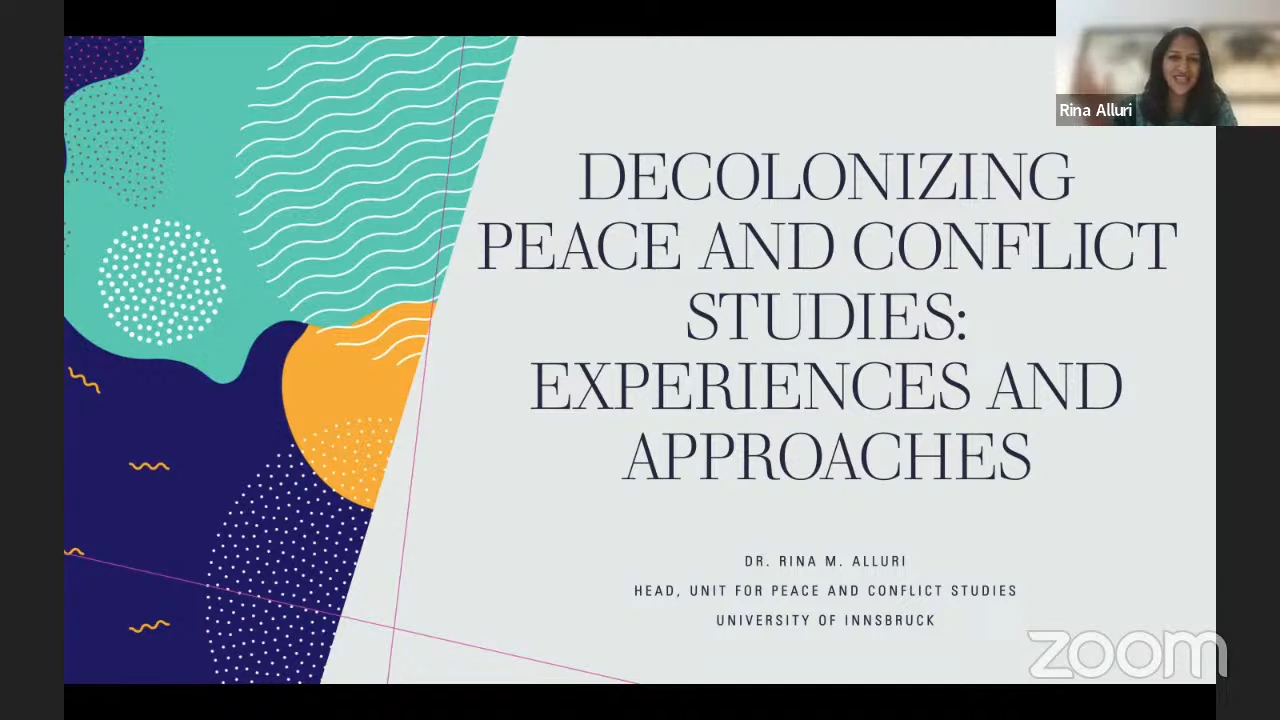 Rina Alluri
DECOLONIZING
PEACE AND CONFLICT
STUDIES:
EXPERIENCES AND
APPROACHES
DR. RINA M. ALLURI
HEAD, UNIT FOR PEACE AND CONFLICT STUDIES
UNIVERSITY OF INNSBRUCK
zoom